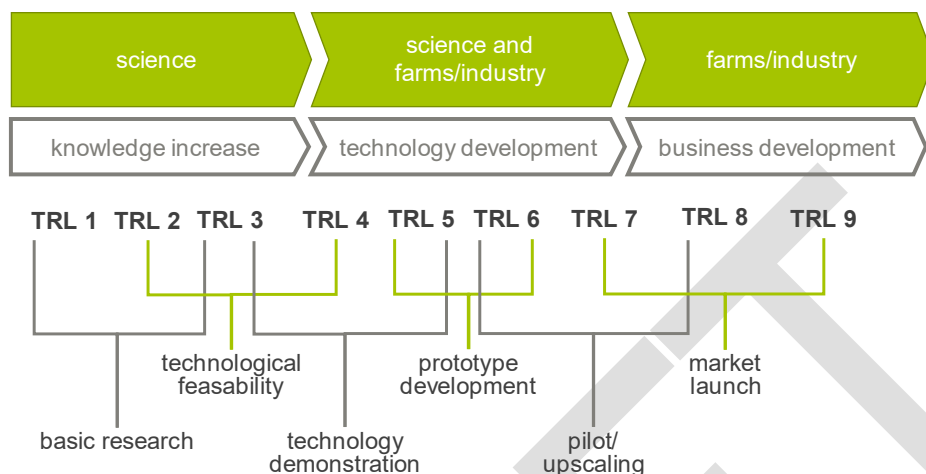 science
science and
farms/industry
farms/industry
knowledge increase
technology development
business development
TRL 1
TRL 2
TRL 3
TRL 4
TRL 5
TRL 6
TRL 7
TRL 8
TRL 9
technological
feasability
prototype
development
market
launch
basic research
technology
demonstration
pilot/
upscaling